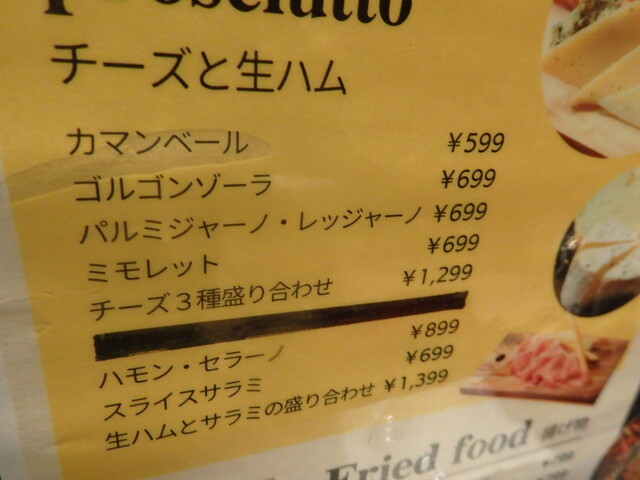 チーズと生ハム
カマンベール ¥599
ゴルゴンゾーラ ¥699
パルミジャーノ・レッジャーノ ¥699
ミモレット ¥699
チーズ3種盛り合わせ ¥1,299
ハモン・セラーノ ¥899
スライスサラミ ¥699
生ハムとサラミの盛り合わせ ¥1,399
Fried food 揚げ物